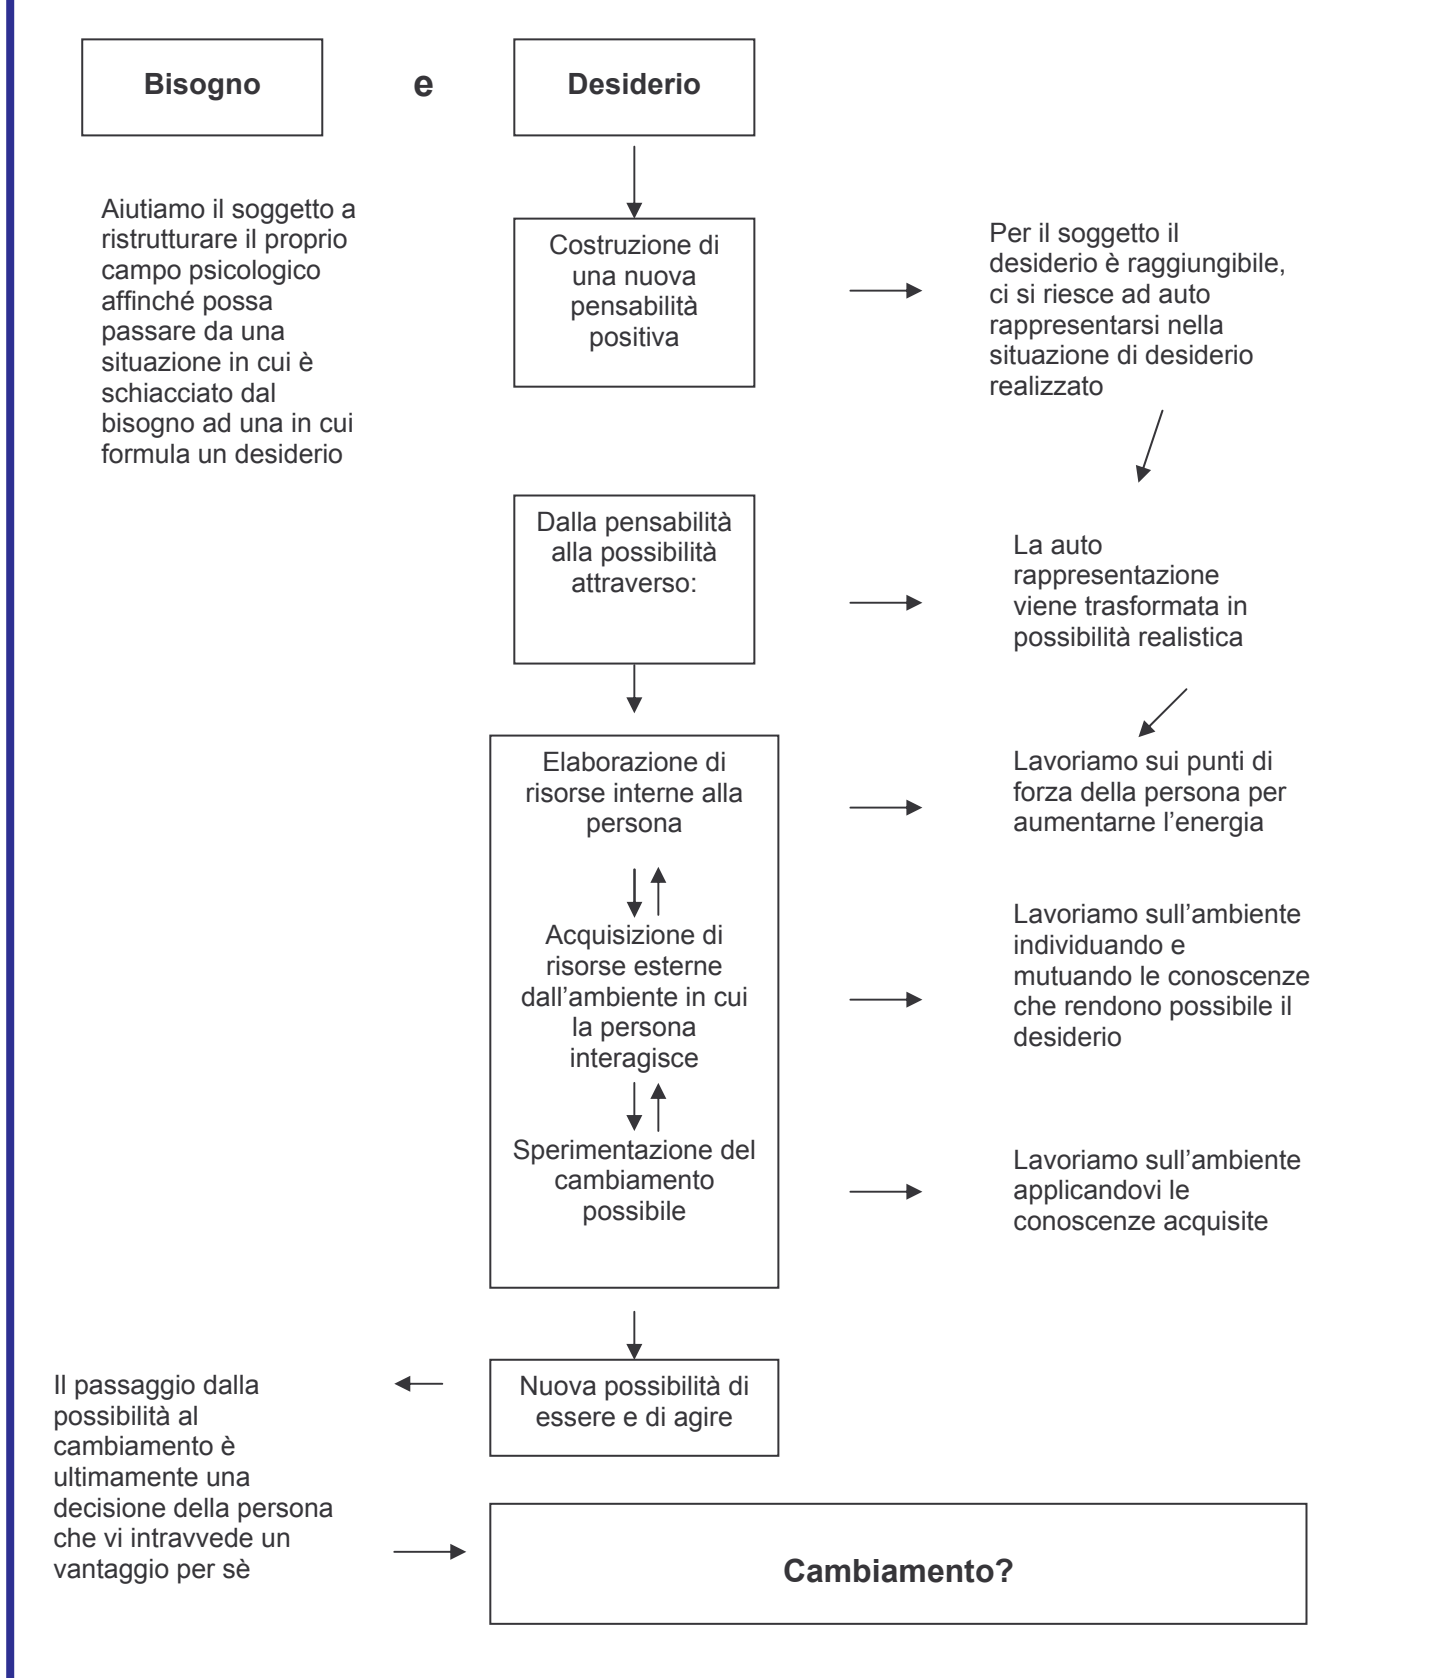 Bisogno
e
Desiderio
Aiutiamo il soggetto a
ristrutturare il proprio
campo psicologico
affinché possa
passare da una
situazione in cui è
schiacciato dal
bisogno ad una in cui
formula un desiderio
Costruzione di
una nuova
pensabilità
positiva
Per il soggetto il
desiderio è raggiungibile,
ci si riesce ad auto
rappresentarsi nella
situazione di desiderio
realizzato
Dalla pensabilità
alla possibilità
attraverso:
La auto
rappresentazione
viene trasformata in
possibilità realistica
Elaborazione di
risorse interne alla
persona
Lavoriamo sui punti di
forza della persona per
aumentarne l’energia
Acquisizione di
risorse esterne
dall’ambiente in cui
la persona
interagisce
Lavoriamo sull’ambiente
individuando e
mutuando le conoscenze
che rendono possibile il
desiderio
Sperimentazione del
cambiamento
possibile
Lavoriamo sull’ambiente
applicandovi le
conoscenze acquisite
Nuova possibilità di
essere e di agire
Il passaggio dalla
possibilità al
cambiamento è
ultimamente una
decisione della persona
che vi intravvede un
vantaggio per sè
Cambiamento?